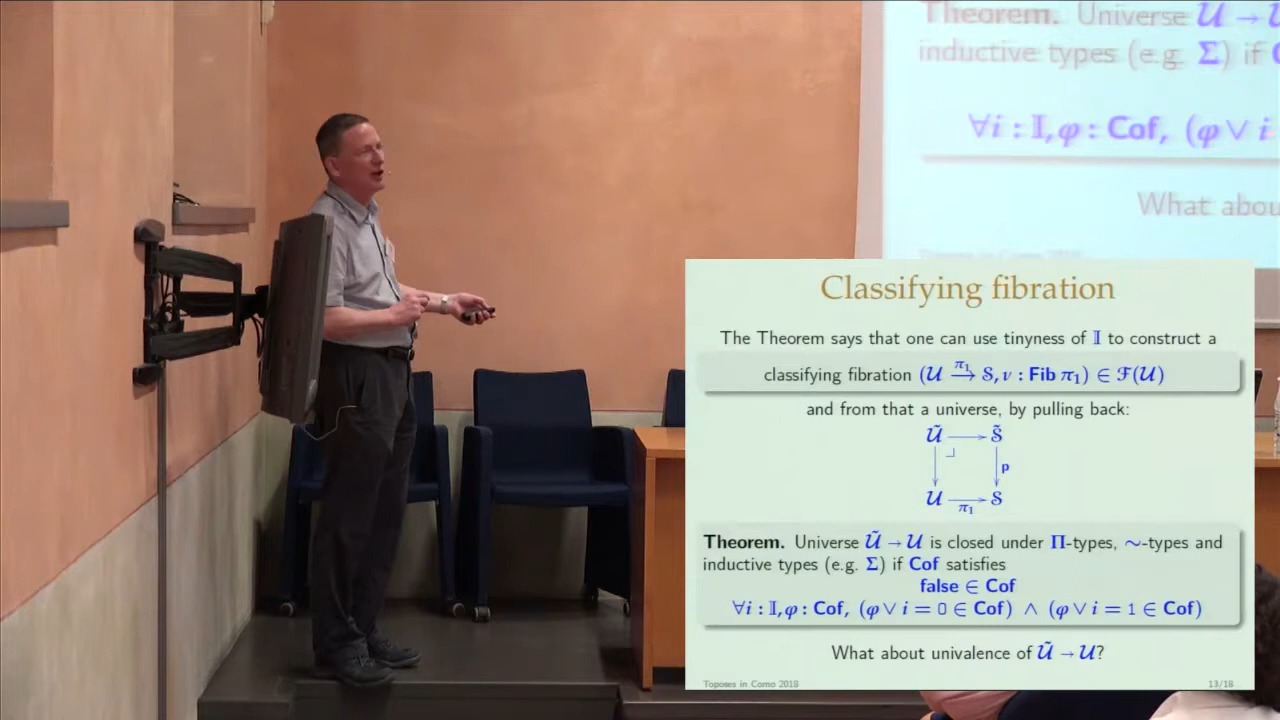 Theorem. Universe 𝓤 →
inductive types (e.g. Σ) if
∀i : 𝕀, φ : Cof, (φ ∨ i
What about
Classifying fibration
The Theorem says that one can use tinyness of 𝕀 to construct a
classifying fibration (𝓤 —π₁→ 𝓢, ν : Fib π₁) ∈ 𝓕(𝓤)
and from that a universe, by pulling back:
𝓤̃ → 𝓢̃
p
𝓤 → 𝓢
π₁
Theorem. Universe 𝓤̃ → 𝓤 is closed under Π-types, ∼-types and
inductive types (e.g. Σ) if Cof satisfies
false ∈ Cof
∀i : 𝕀, φ : Cof, (φ ∨ i = 0 ∈ Cof) ∧ (φ ∨ i = 1 ∈ Cof)
What about univalence of 𝓤̃ → 𝓤?
Toposes in Como 2018 13/18